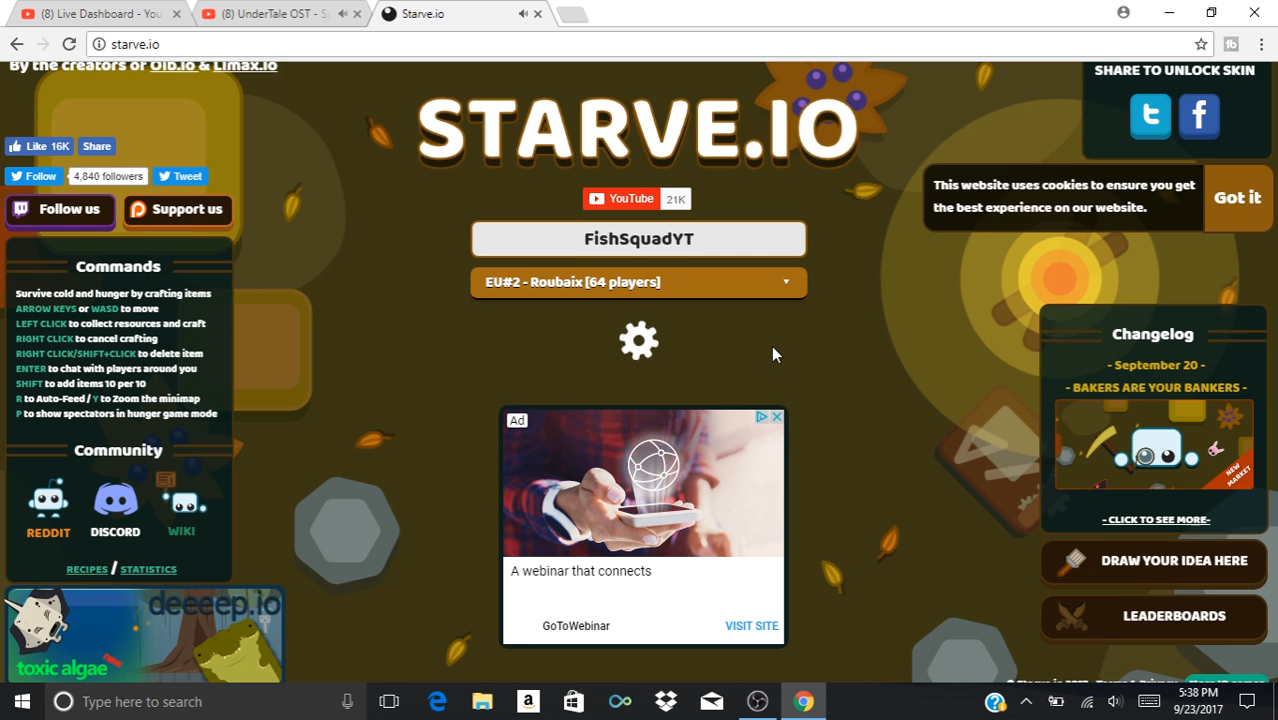 (8) Live Dashboard - You
(8) UnderTale OST - S
Starve.io
starve.io
By the creators of Oib.io & Limax.io
Like 16K
Share
Follow
4,840 followers
Tweet
Follow us
Support us
Commands
Survive cold and hunger by crafting items
ARROW KEYS or WASD to move
LEFT CLICK to collect resources and craft
RIGHT CLICK to cancel crafting
RIGHT CLICK/SHIFT+CLICK to delete item
ENTER to chat with players around you
SHIFT to add items 10 per 10
R to Auto-Feed / Y to Zoom the minimap
P to show spectators in hunger game mode
Community
REDDIT
DISCORD
WIKI
RECIPES / STATISTICS
deeeep.io
toxic algae
STARVE.IO
YouTube 21K
FishSquadYT
EU#2 - Roubaix [64 players]
Ad
A webinar that connects
GoToWebinar
VISIT SITE
SHARE TO UNLOCK SKIN
This website uses cookies to ensure you get
the best experience on our website.
Got it
Changelog
- September 20 -
- BAKERS ARE YOUR BANKERS -
NEW
MARKET
- CLICK TO SEE MORE-
DRAW YOUR IDEA HERE
LEADERBOARDS
Type here to search
5:38 PM
9/23/2017